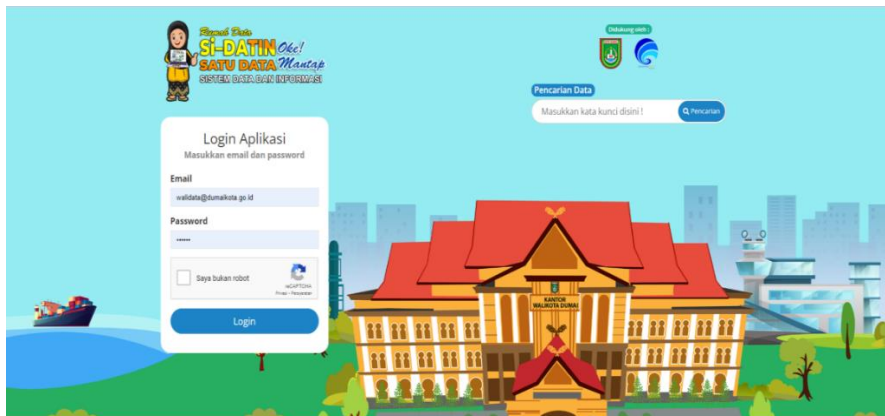 Rumah Data
Si-DATIN Oke!
SATU DATA Mantap
SISTEM DATA DAN INFORMASI
Didukung oleh :
Pencarian Data
Masukkan kata kunci disini !
Pencarian
Login Aplikasi
Masukkan email dan password
Email
walidata@dumaikota.go.id
Password
Saya bukan robot
reCAPTCHA
Privasi - Persyaratan
Login
KANTOR
WALIKOTA DUMAI